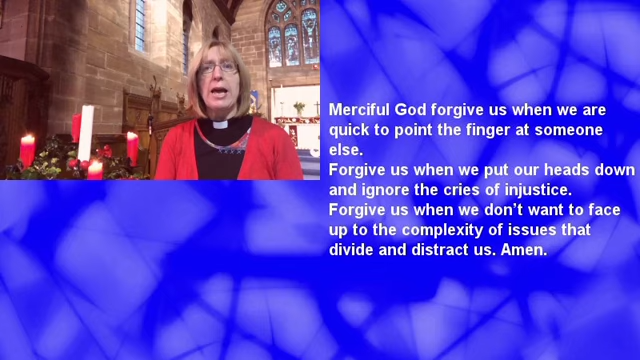 Merciful God forgive us when we are
quick to point the finger at someone
else.
Forgive us when we put our heads down
and ignore the cries of injustice.
Forgive us when we don't want to face
up to the complexity of issues that
divide and distract us. Amen.